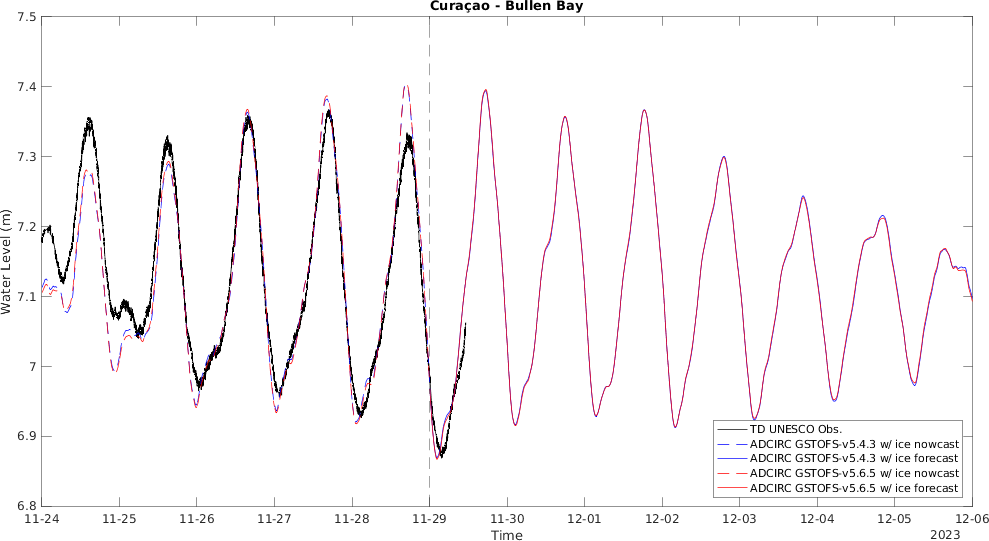 Curaçao - Bullen Bay
Water Level (m)
7.5
7.4
7.3
7.2
7.1
7
6.9
6.8
11-24
11-25
11-26
11-27
11-28
11-29
11-30
12-01
12-02
12-03
12-04
12-05
12-06
Time
2023
TD UNESCO Obs.
ADCIRC GSTOFS-v5.4.3 w/ ice nowcast
ADCIRC GSTOFS-v5.4.3 w/ ice forecast
ADCIRC GSTOFS-v5.6.5 w/ ice nowcast
ADCIRC GSTOFS-v5.6.5 w/ ice forecast